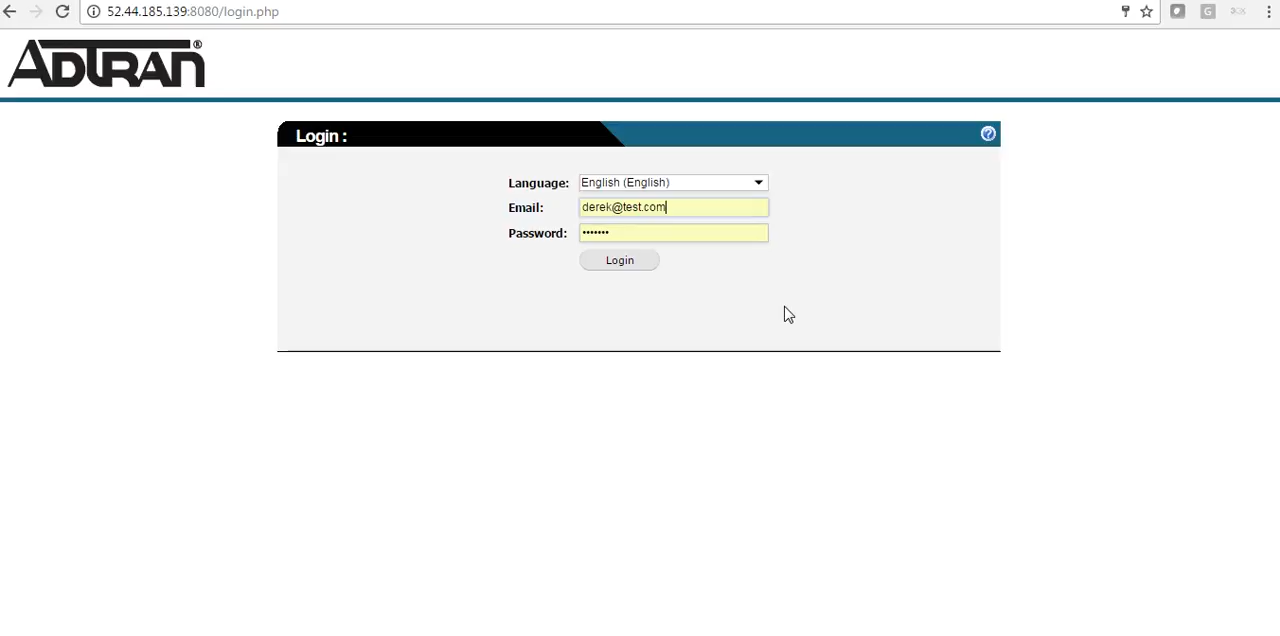 52.44.185.139:8080/login.php
ADTRAN®
Login :
Language: English (English)
Email: derek@test.com
Password: •••••••
Login